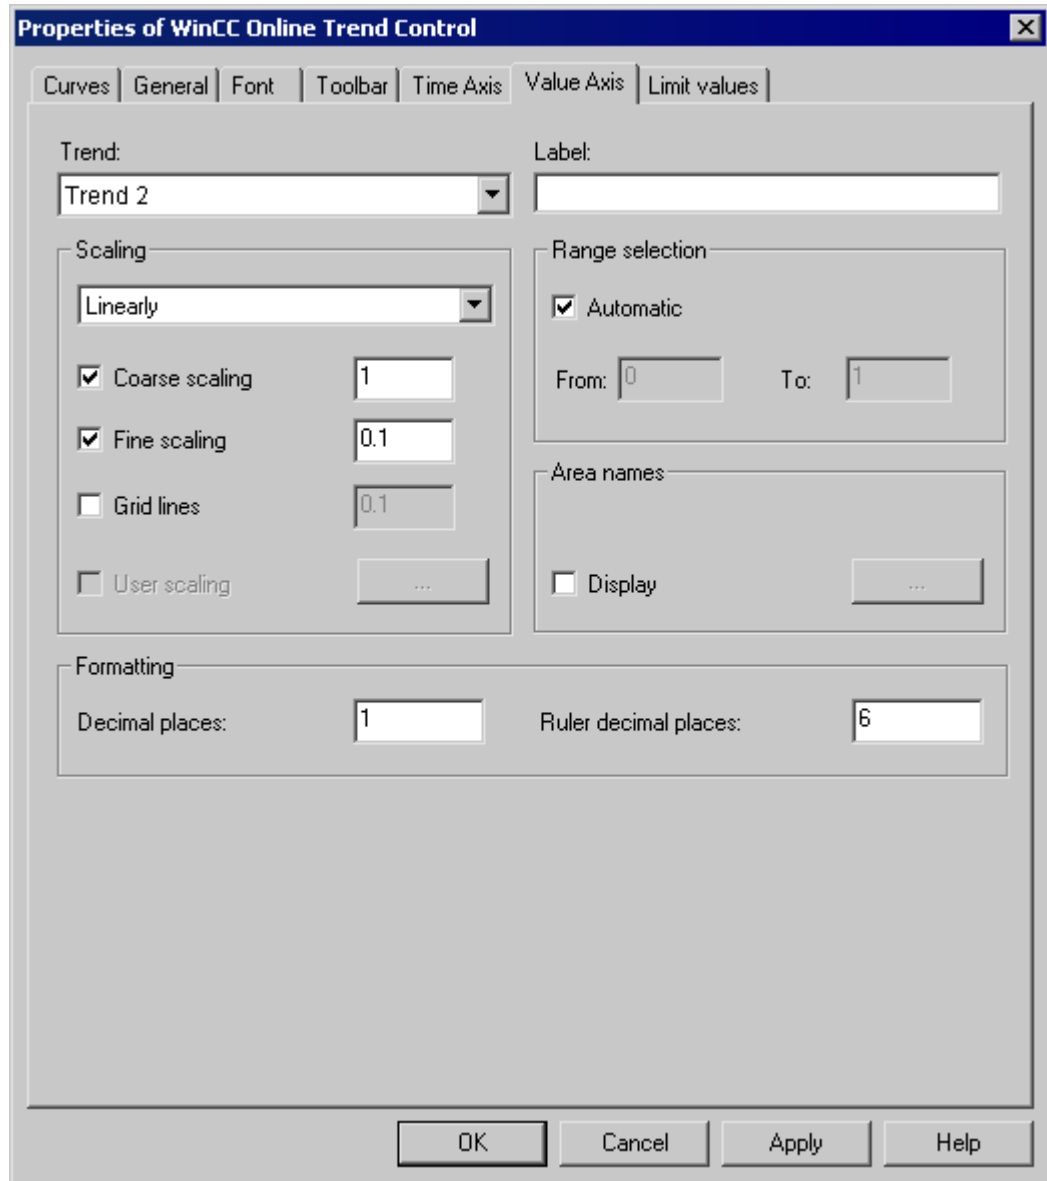 Properties of WinCC Online Trend Control
Curves General Font Toolbar Time Axis Value Axis Limit values
Trend: Label:
Trend 2
Scaling Range selection
Linearly Automatic
Coarse scaling 1 From: 0 To: 1
Fine scaling 0.1
Area names
Grid lines 0.1
User scaling ... Display ...
Formatting
Decimal places: 1 Ruler decimal places: 6
OK Cancel Apply Help